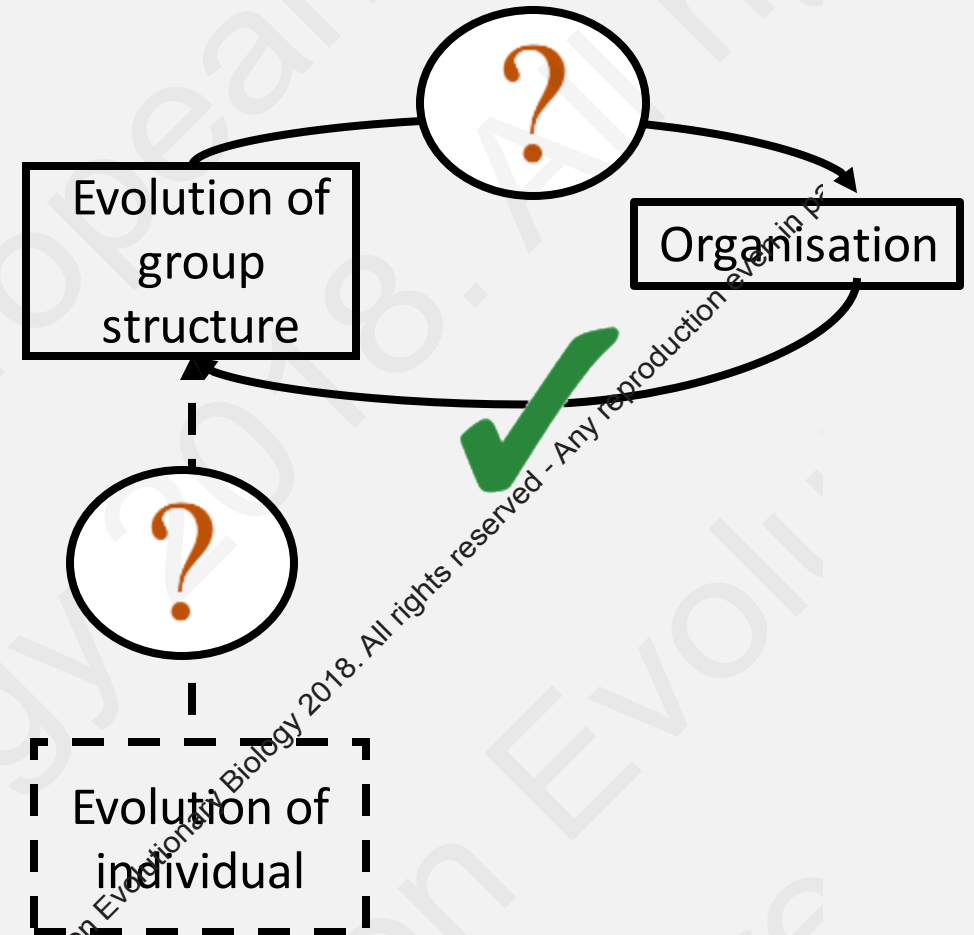 ?
Evolution of
group
structure
Organisation
?
Evolution of
individual
on Evolutionary Biology 2018. All rights reserved - Any reproduction even in pa